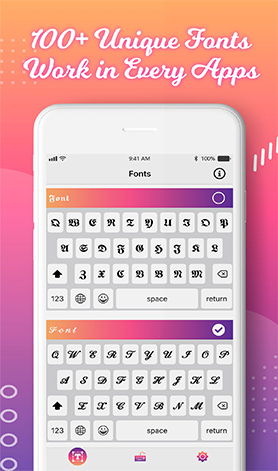 100+ Unique Fonts
Work in Every Apps
9:41 AM
100%
Fonts
Font
Q W E R T Y U I O P
A S D F G H J K L
Z X C V B N M
123 space return
Font
Q W E R T Y U I O P
A S D F G H J K L
Z X C V B N M
123 space return